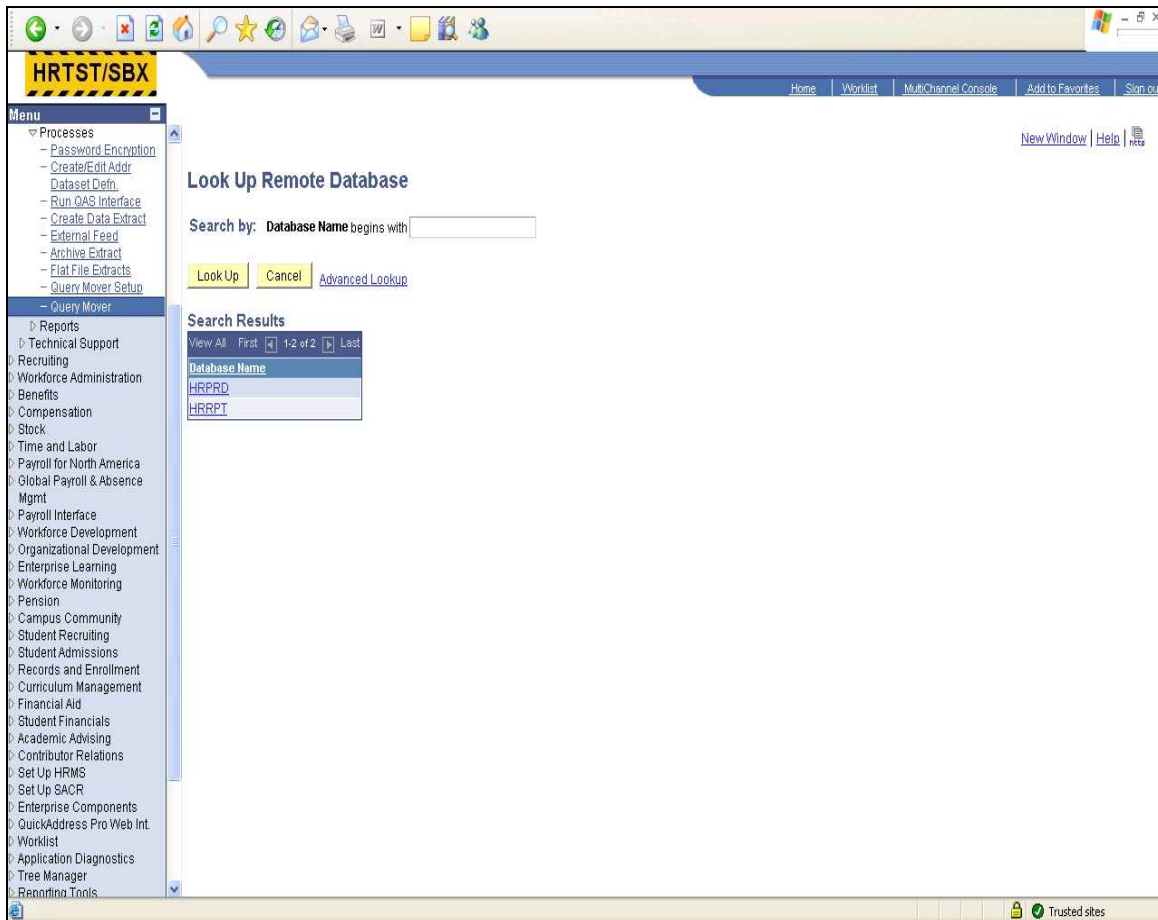 HRTST/SBX
Home
Worklist
MultiChannel Console
Add to Favorites
Sign ou
Menu
Processes
Password Encryption
Create/Edit Addr
Dataset Defn.
Run QAS Interface
Create Data Extract
External Feed
Archive Extract
Flat File Extracts
Query Mover Setup
Query Mover
Reports
Technical Support
Recruiting
Workforce Administration
Benefits
Compensation
Stock
Time and Labor
Payroll for North America
Global Payroll & Absence
Mgmt
Payroll Interface
Workforce Development
Organizational Development
Enterprise Learning
Workforce Monitoring
Pension
Campus Community
Student Recruiting
Student Admissions
Records and Enrollment
Curriculum Management
Financial Aid
Student Financials
Academic Advising
Contributor Relations
Set Up HRMS
Set Up SACR
Enterprise Components
QuickAddress Pro Web Int.
Worklist
Application Diagnostics
Tree Manager
Reporting Tools
New Window | Help | http
Look Up Remote Database
Search by: Database Name begins with
Look Up Cancel Advanced Lookup
Search Results
View All First 1-2 of 2 Last
Database Name
HRPRD
HRRPT
Trusted sites